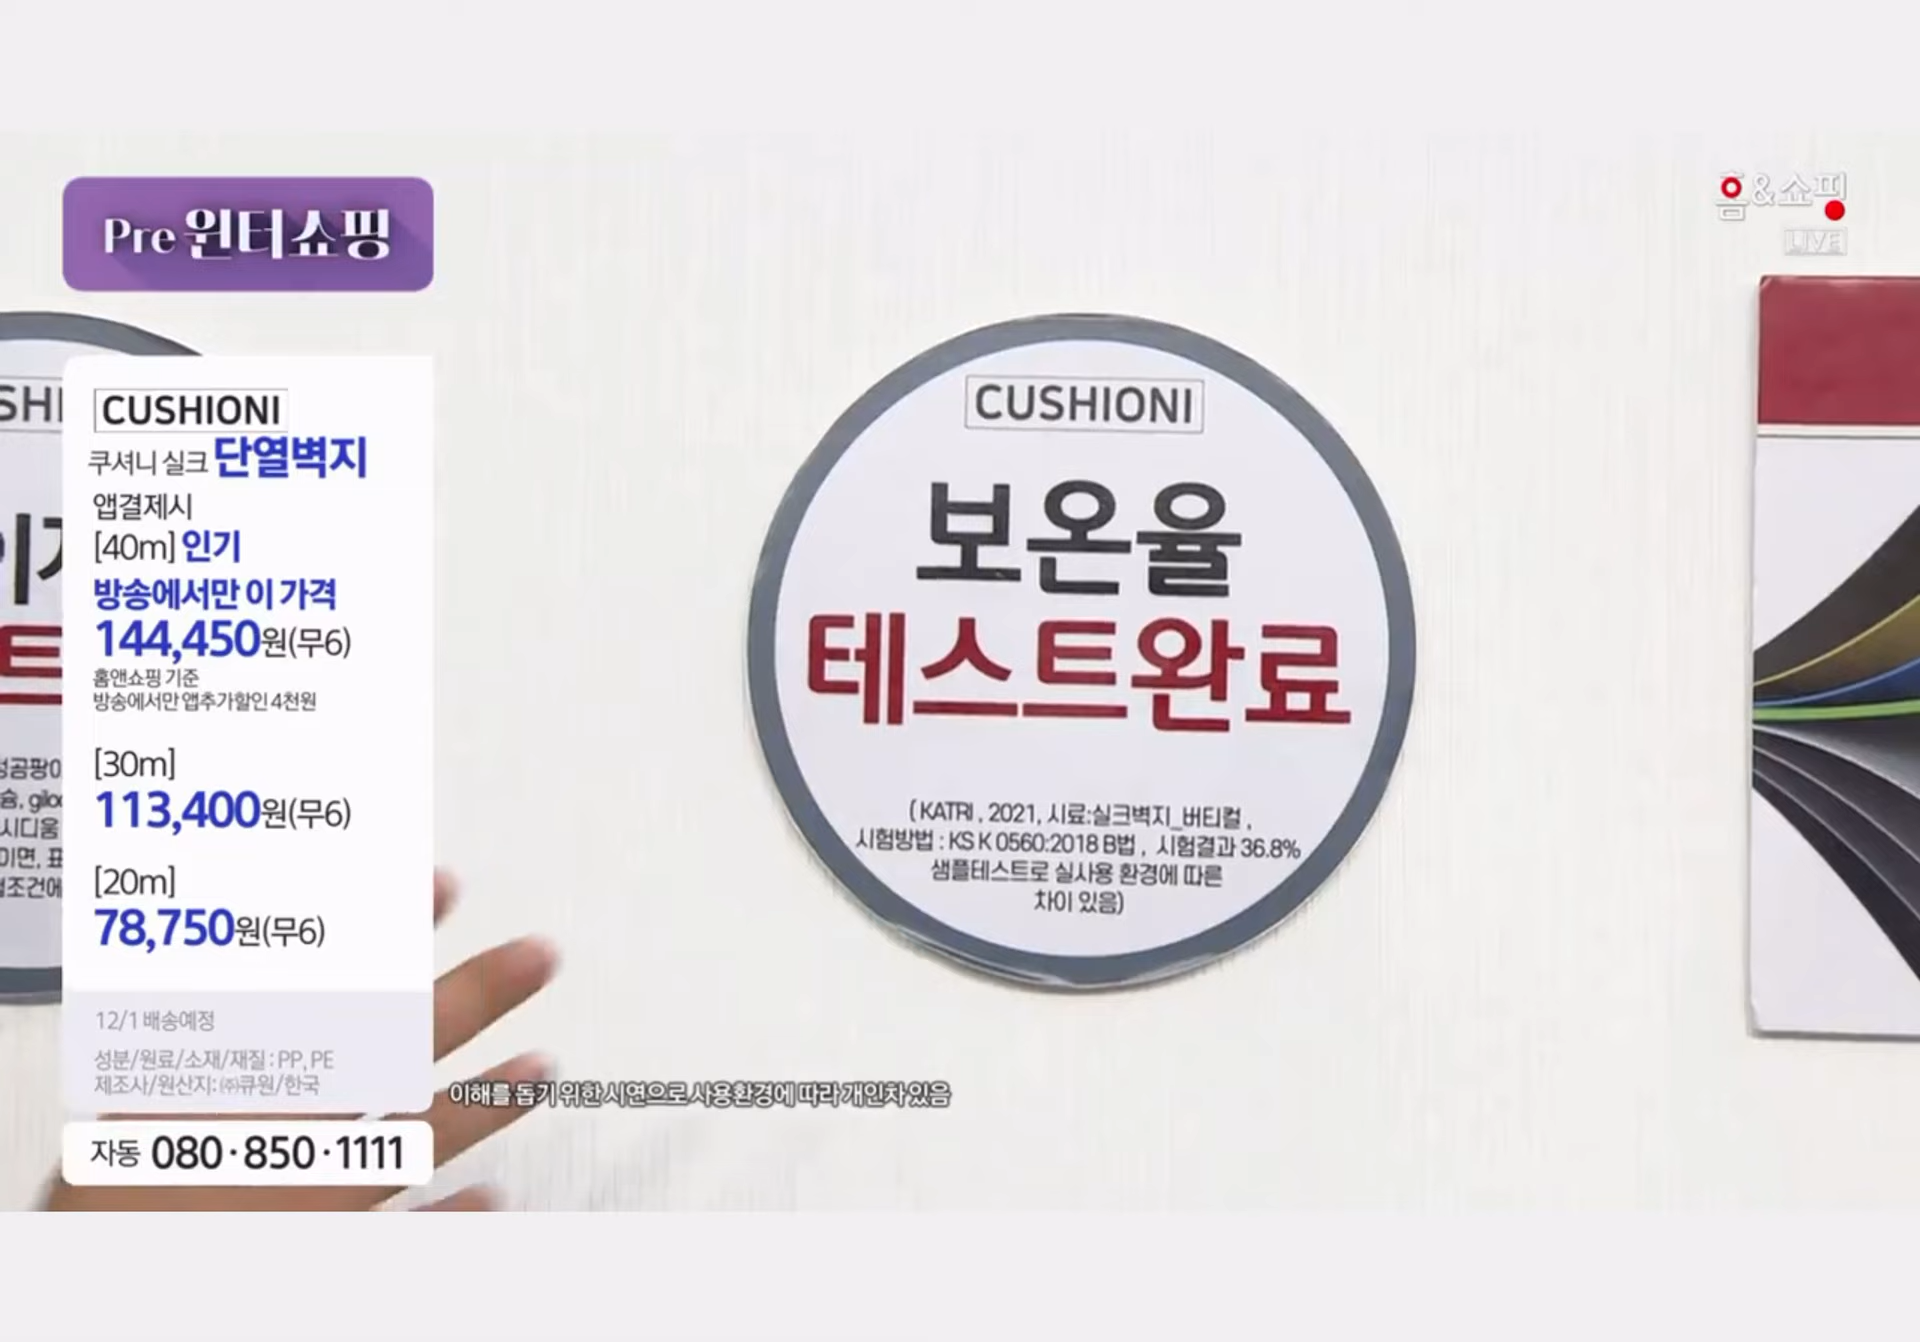 Pre 윈터쇼핑
홈&쇼핑
LIVE
CUSHIONI
쿠셔니 실크 단열벽지
앱결제시
[40m] 인기
방송에서만 이 가격
144,450원(무6)
홈앤쇼핑 기준
방송에서만 앱추가할인 4천원
[30m]
113,400원(무6)
[20m]
78,750원(무6)
12/1 배송예정
성분/원료/소재/재질 : PP, PE
제조사/원산지: ㈜큐원/한국
자동 080·850·1111
CUSHIONI
보온율
테스트완료
( KATRI , 2021, 시료:실크벽지_버티컬 ,
시험방법 : KS K 0560:2018 B법 , 시험결과 36.8%
샘플테스트로 실사용 환경에 따른
차이 있음)
이해를 돕기 위한 시연으로 사용환경에 따라 개인차 있음